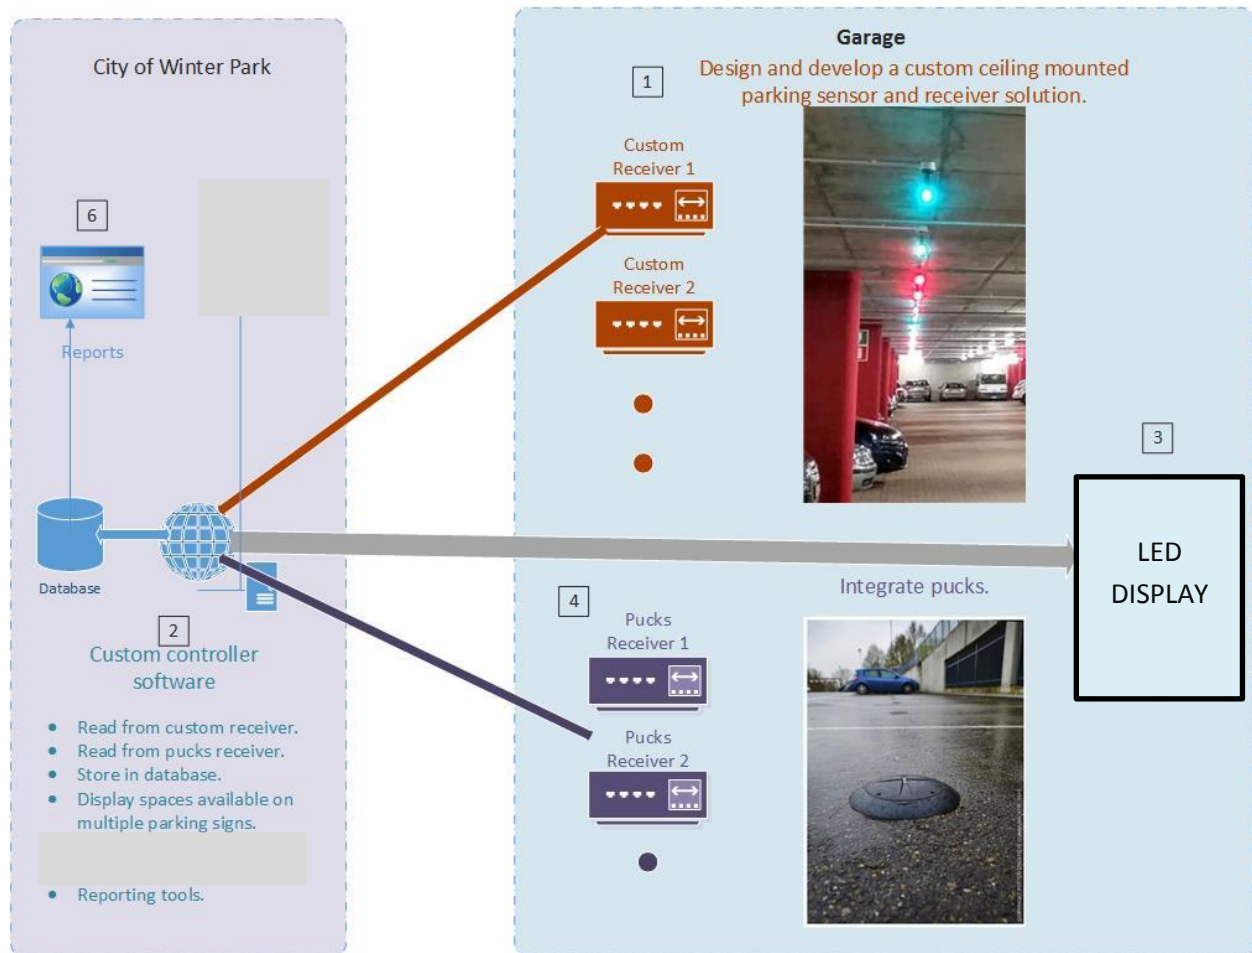 City of Winter Park
6
Reports
Database
2
Custom controller
software
• Read from custom receiver.
• Read from pucks receiver.
• Store in database.
• Display spaces available on
multiple parking signs.
• Reporting tools.
Garage
1
Design and develop a custom ceiling mounted
parking sensor and receiver solution.
Custom
Receiver 1
Custom
Receiver 2
3
LED
DISPLAY
4
Integrate pucks.
Pucks
Receiver 1
Pucks
Receiver 2